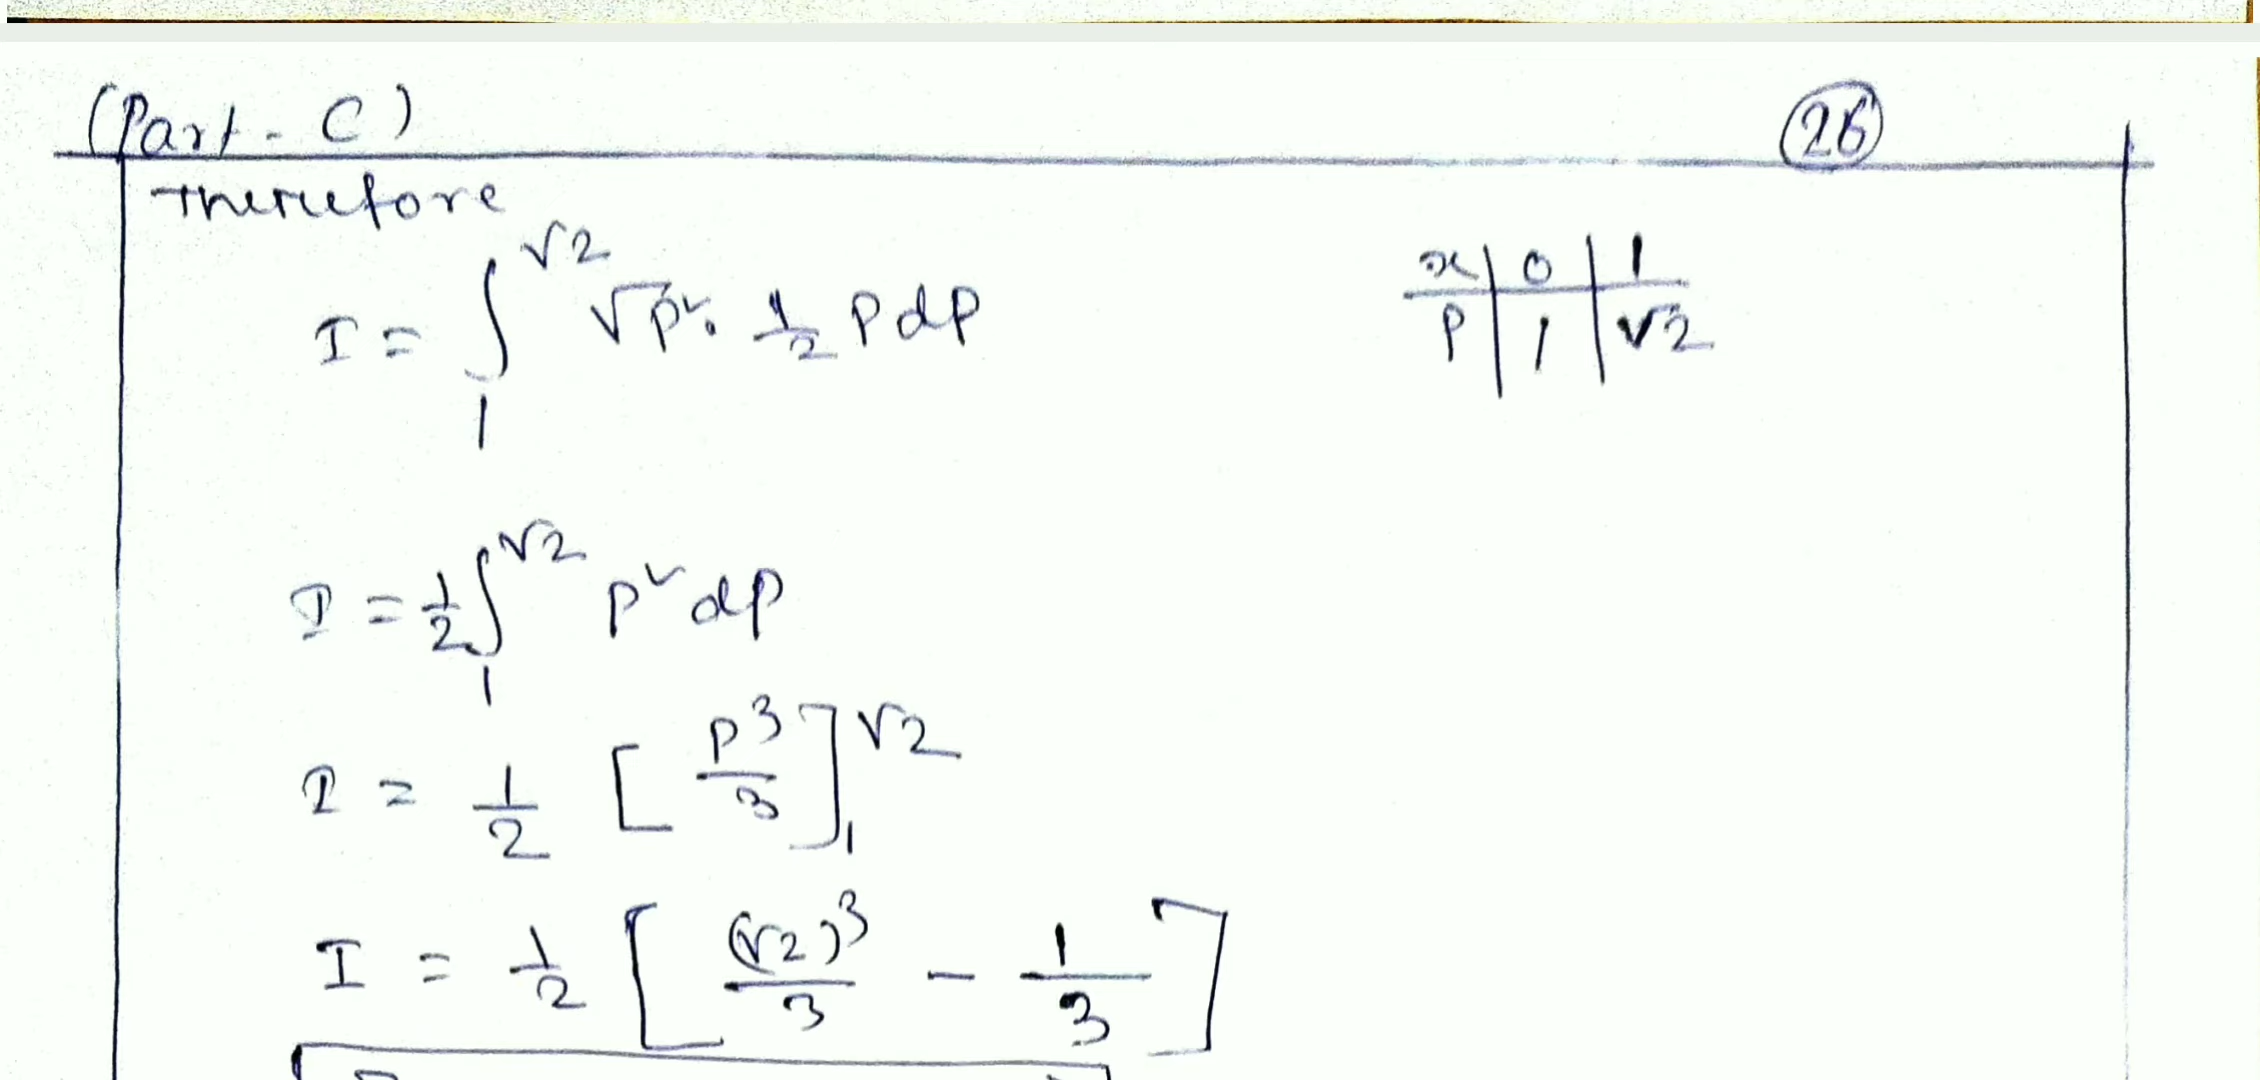 (Part - C)
26
Therefore
I = ∫₁^√2 √p² · 1/2 p dp
x | 0 | 1
p | 1 | √2
I = 1/2 ∫₁^√2 p² dp
I = 1/2 [p³/3]₁^√2
I = 1/2 [(√2)³/3 - 1/3]